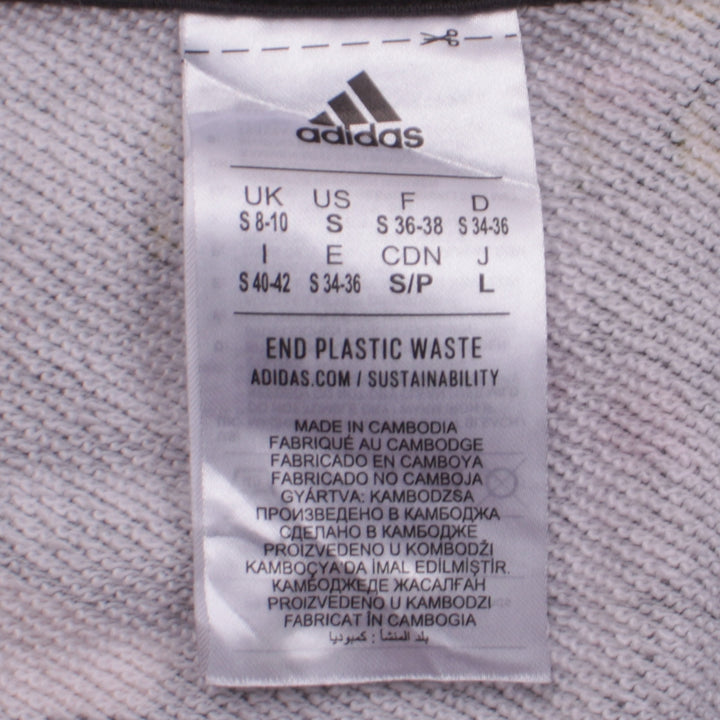 adidas
UK US F D
S 8-10 S S 36-38 S 34-36
I E CDN J
S 40-42 S 34-36 S/P L
END PLASTIC WASTE
ADIDAS.COM / SUSTAINABILITY
MADE IN CAMBODIA
FABRIQUÉ AU CAMBODGE
FABRICADO EN CAMBOYA
FABRICADO NO CAMBOJA
GYÁRTVA: KAMBODZSA
ПРОИЗВЕДЕНО В КАМБОДЖА
СДЕЛАНО В КАМБОДЖЕ
PROIZVEDENO U KOMBODŽI
KAMBOÇYA'DA İMAL EDİLMİŞTİR.
КАМБОДЖЕДЕ ЖАСАЛҒАН
PROIZVEDENO U KAMBODZI
FABRICAT ÎN CAMBOGIA
بلد المنشأ : كمبوديا